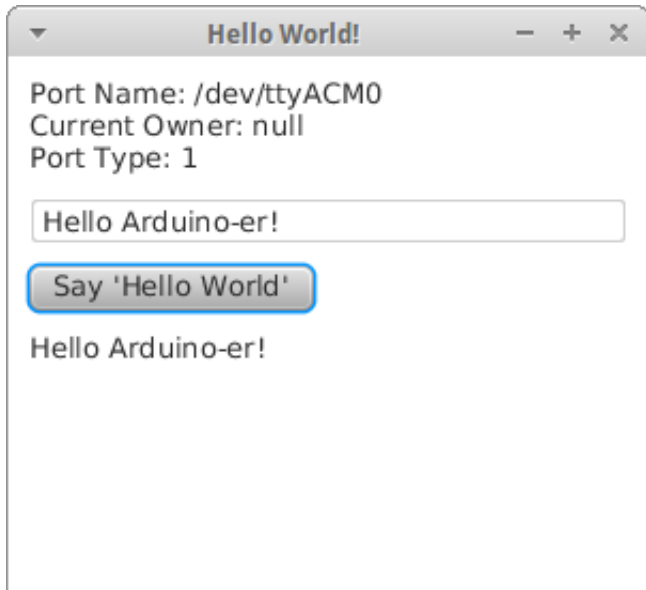 Hello World!
Port Name: /dev/ttyACM0
Current Owner: null
Port Type: 1
Hello Arduino-er!
Say 'Hello World'
Hello Arduino-er!